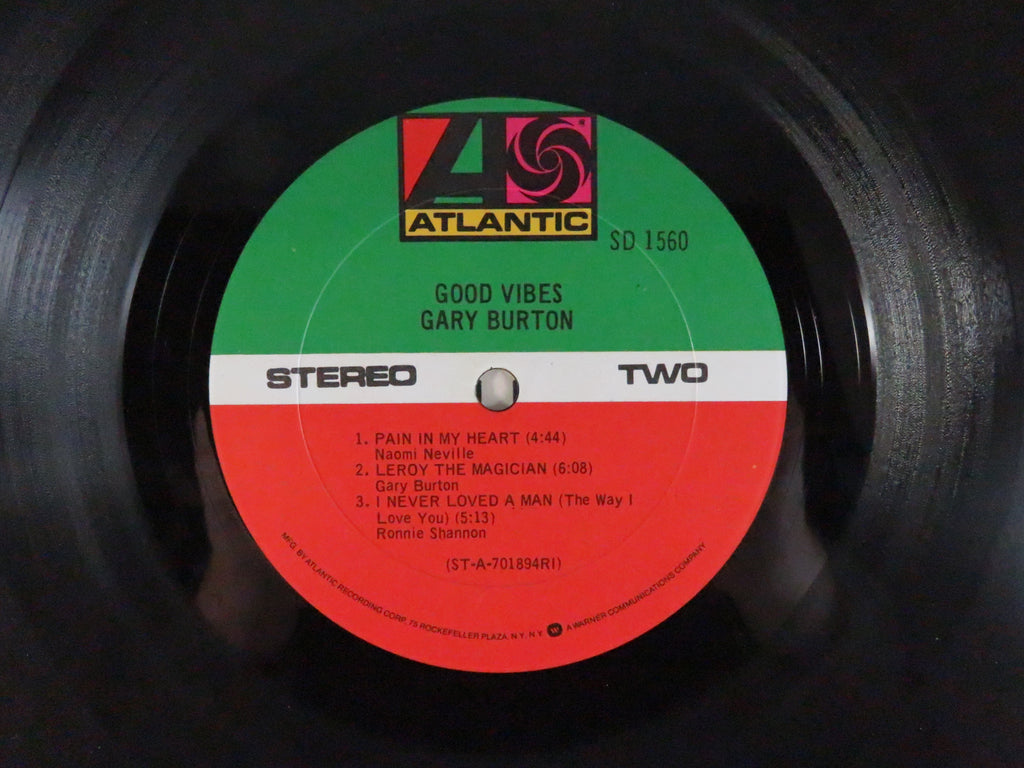 ATLANTIC
SD 1560
GOOD VIBES
GARY BURTON
STEREO
TWO
1. PAIN IN MY HEART (4:44)
Naomi Neville
2. LEROY THE MAGICIAN (6:08)
Gary Burton
3. I NEVER LOVED A MAN (The Way I
Love You) (5:13)
Ronnie Shannon
(ST-A-701894RI)
MFG. BY ATLANTIC RECORDING CORP. 75 ROCKEFELLER PLAZA. N.Y. N.Y. A WARNER COMMUNICATIONS COMPANY